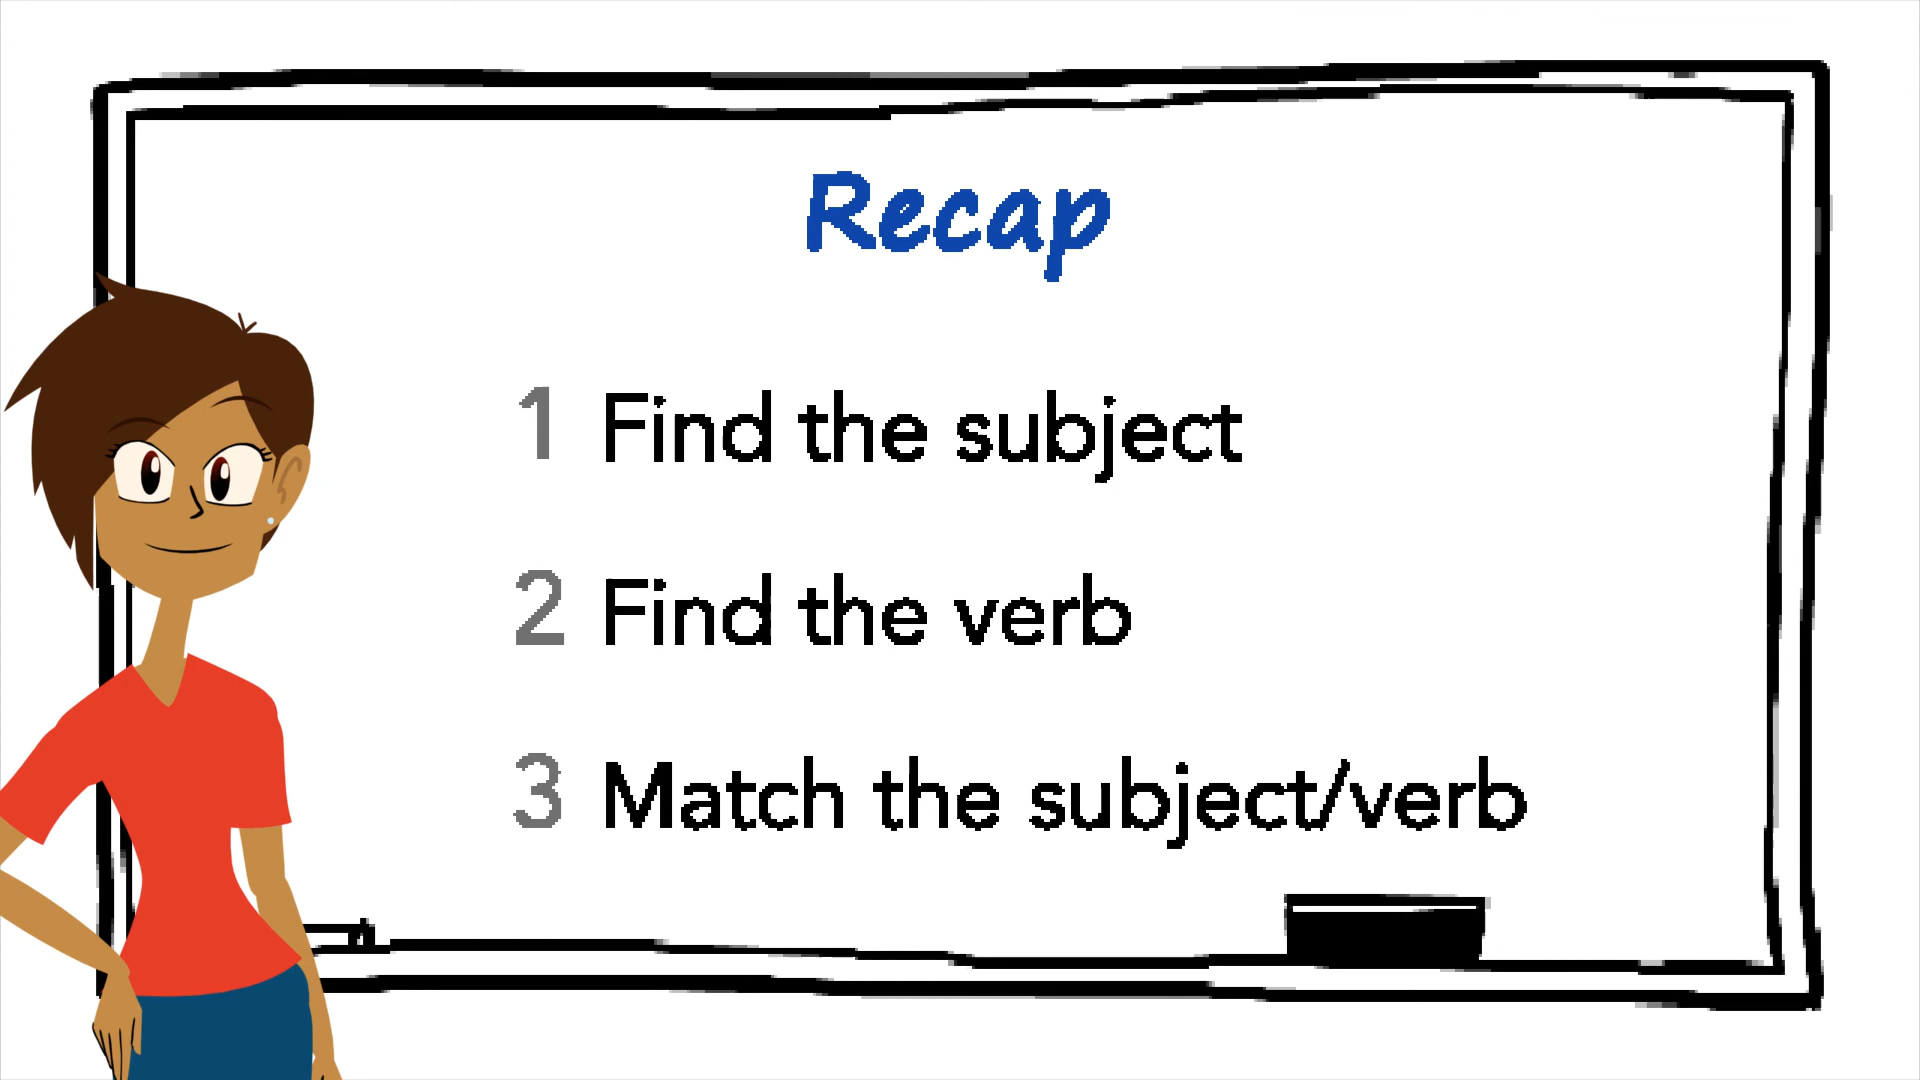 Recap
1 Find the subject
2 Find the verb
3 Match the subject/verb